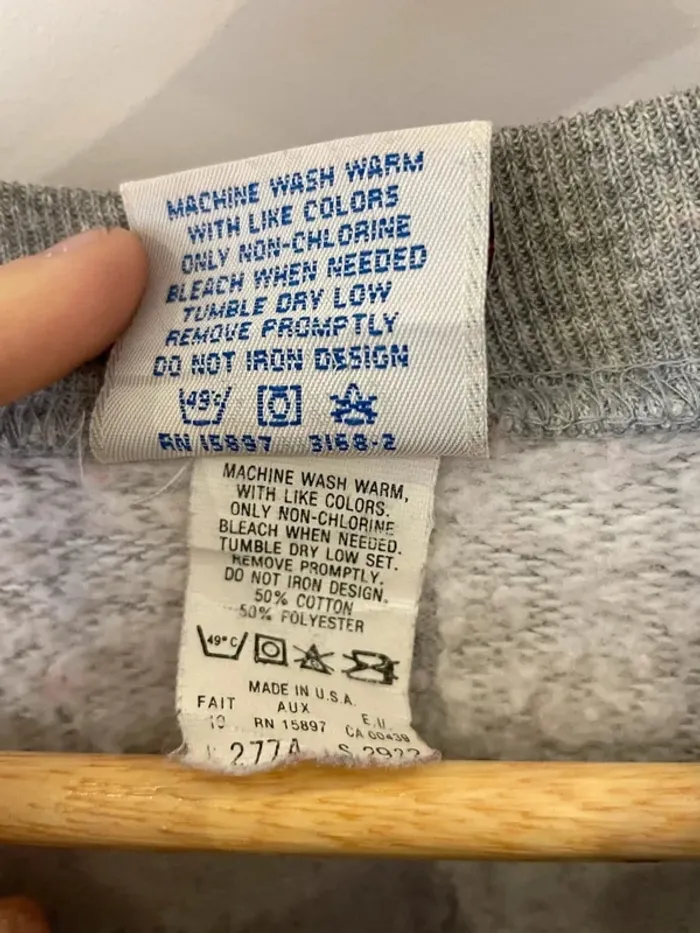 MACHINE WASH WARM
WITH LIKE COLORS
ONLY NON-CHLORINE
BLEACH WHEN NEEDED
TUMBLE DRY LOW
REMOVE PROMPTLY
DO NOT IRON DESIGN
49°C
RN 15897 3168-2
MACHINE WASH WARM,
WITH LIKE COLORS.
ONLY NON-CHLORINE
BLEACH WHEN NEEDED.
TUMBLE DRY LOW SET.
REMOVE PROMPTLY.
DO NOT IRON DESIGN.
50% COTTON
50% POLYESTER
49°C
MADE IN U.S.A.
FAIT AUX E.U.
RN 15897 CA 00439
277A S 2922